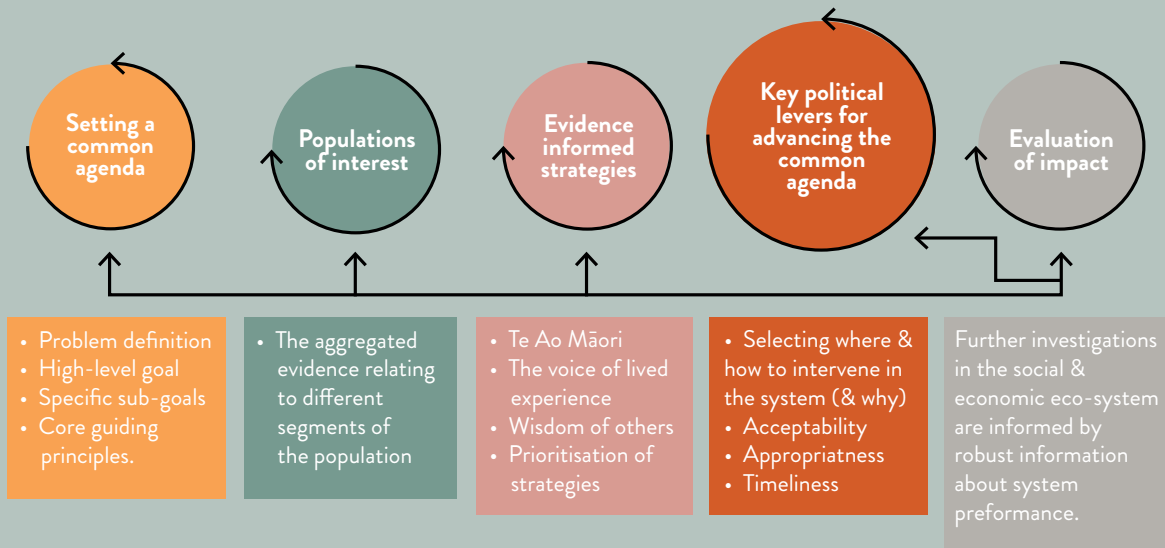 Setting a
common
agenda
Populations
of interest
Evidence
informed
strategies
Key political
levers for
advancing the
common
agenda
Evaluation
of impact
• Problem definition
• High-level goal
• Specific sub-goals
• Core guiding
principles.
• The aggregated
evidence relating
to different
segments of
the population
• Te Ao Māori
• The voice of lived
experience
• Wisdom of others
• Prioritisation of
strategies
• Selecting where &
how to intervene in
the system (& why)
• Acceptability
• Appropriatness
• Timeliness
Further investigations
in the social &
economic eco-system
are informed by
robust information
about system
preformance.